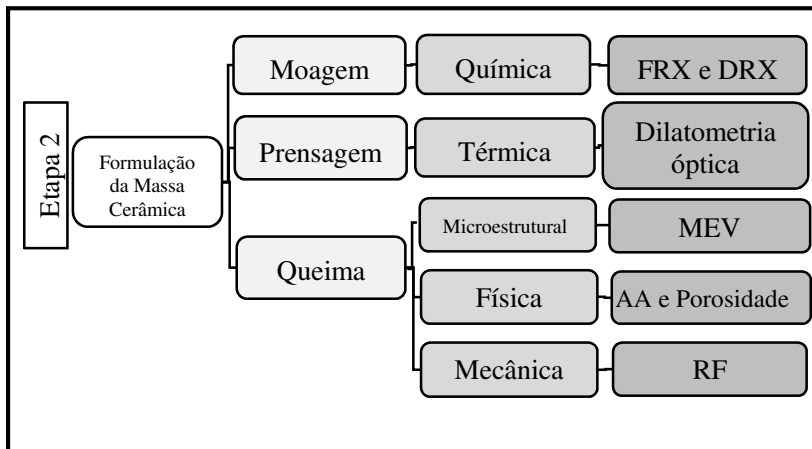 Etapa 2
Formulação
da Massa
Cerâmica
Moagem
Química
FRX e DRX
Prensagem
Térmica
Dilatometria
óptica
Queima
Microestrutural
MEV
Física
AA e Porosidade
Mecânica
RF